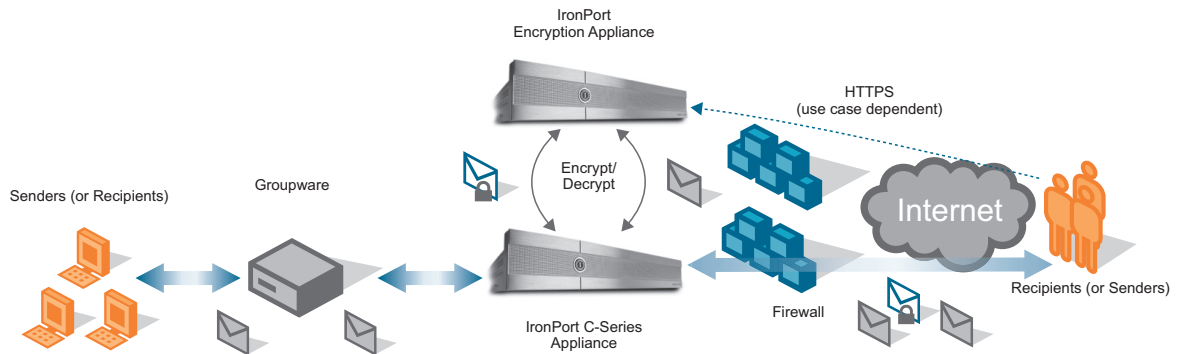 IronPort
Encryption Appliance
HTTPS
(use case dependent)
Encrypt/
Decrypt
Groupware
Senders (or Recipients)
Internet
Recipients (or Senders)
Firewall
IronPort C-Series
Appliance